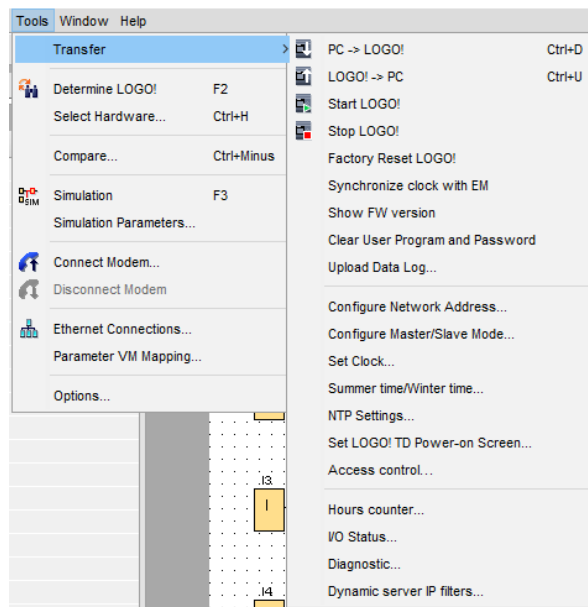 Tools Window Help
Transfer
Determine LOGO! F2
Select Hardware... Ctrl+H
Compare... Ctrl+Minus
SIM
Simulation F3
Simulation Parameters...
Connect Modem...
Disconnect Modem
Ethernet Connections...
Parameter VM Mapping...
Options...
PC -> LOGO! Ctrl+D
LOGO! -> PC Ctrl+U
Start LOGO!
Stop LOGO!
Factory Reset LOGO!
Synchronize clock with EM
Show FW version
Clear User Program and Password
Upload Data Log...
Configure Network Address...
Configure Master/Slave Mode...
Set Clock...
Summer time/Winter time...
NTP Settings...
Set LOGO! TD Power-on Screen...
Access control...
Hours counter...
I/O Status...
Diagnostic...
Dynamic server IP filters...
I3
I
I4